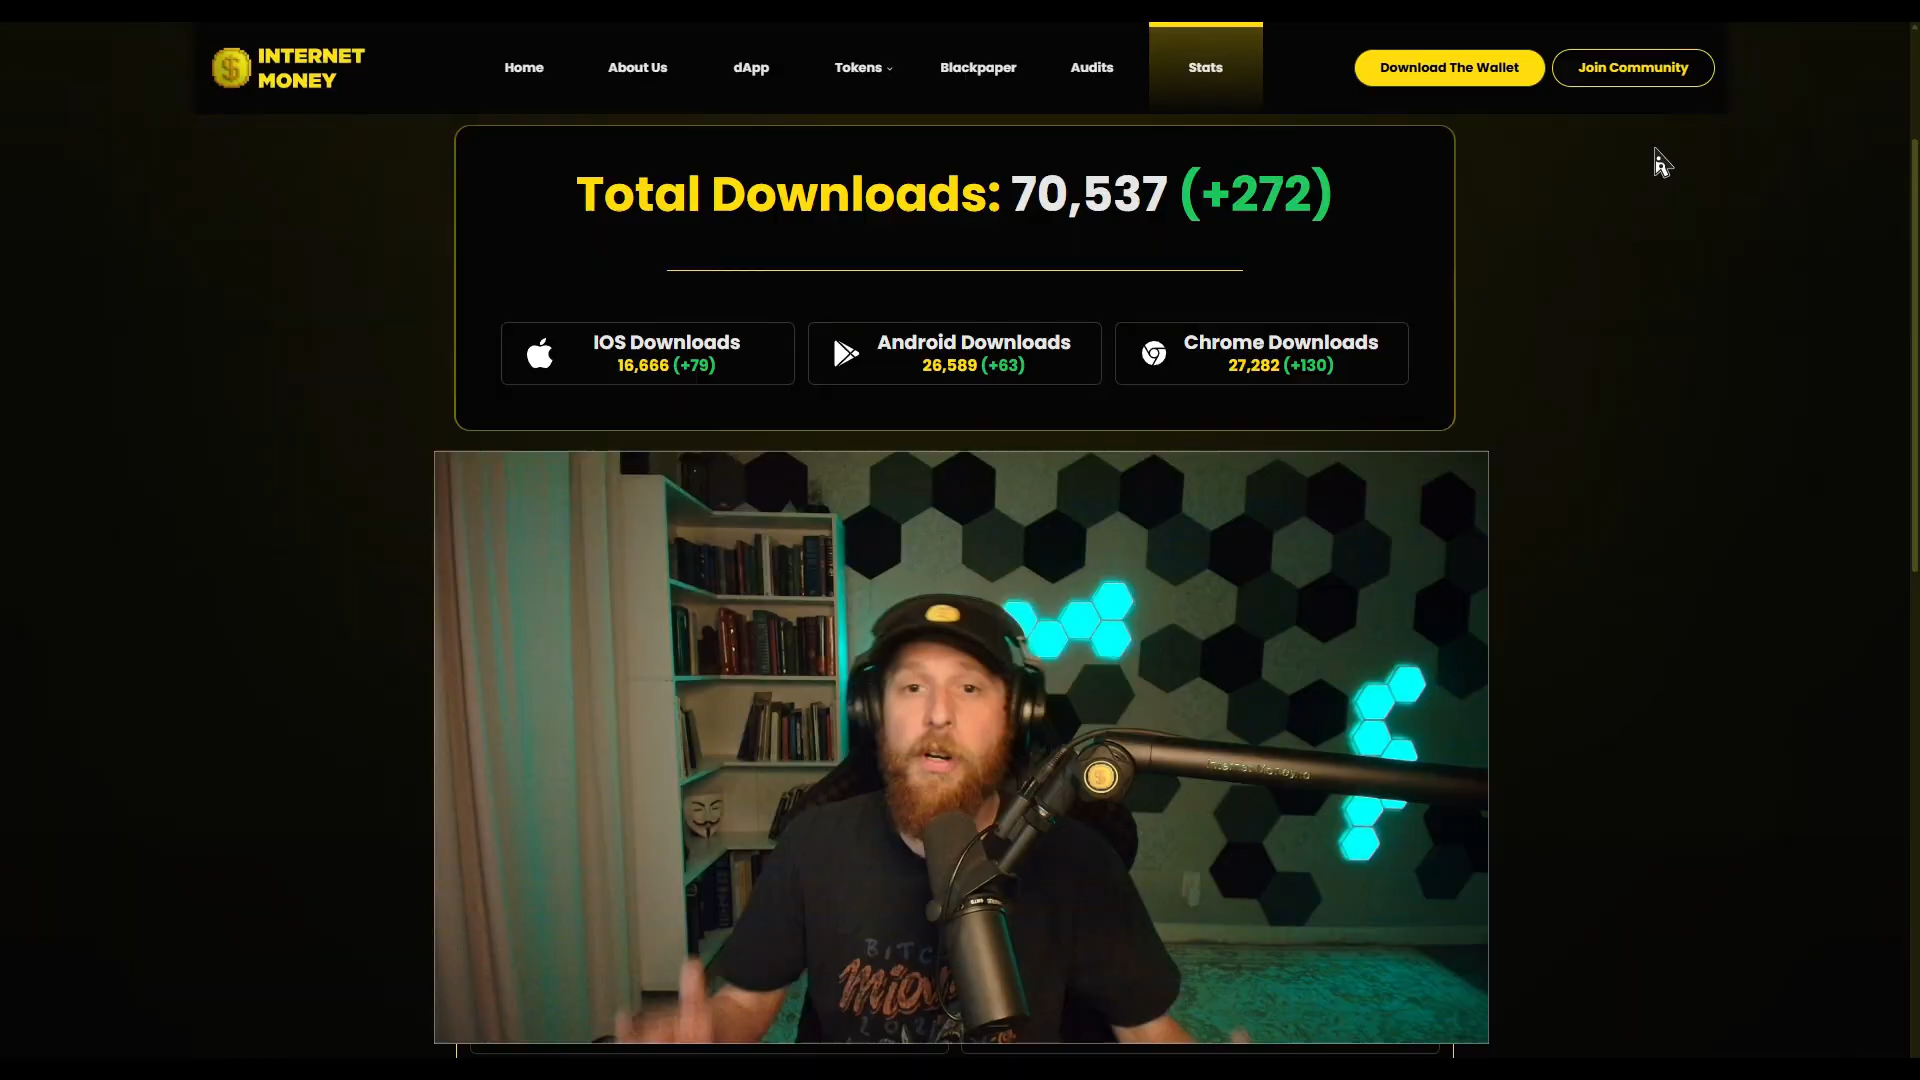 INTERNET
MONEY
Home
About Us
dApp
Tokens
Blackpaper
Audits
Stats
Download The Wallet
Join Community
Total Downloads: 70,537 (+272)
IOS Downloads
16,666 (+79)
Android Downloads
26,589 (+63)
Chrome Downloads
27,282 (+130)